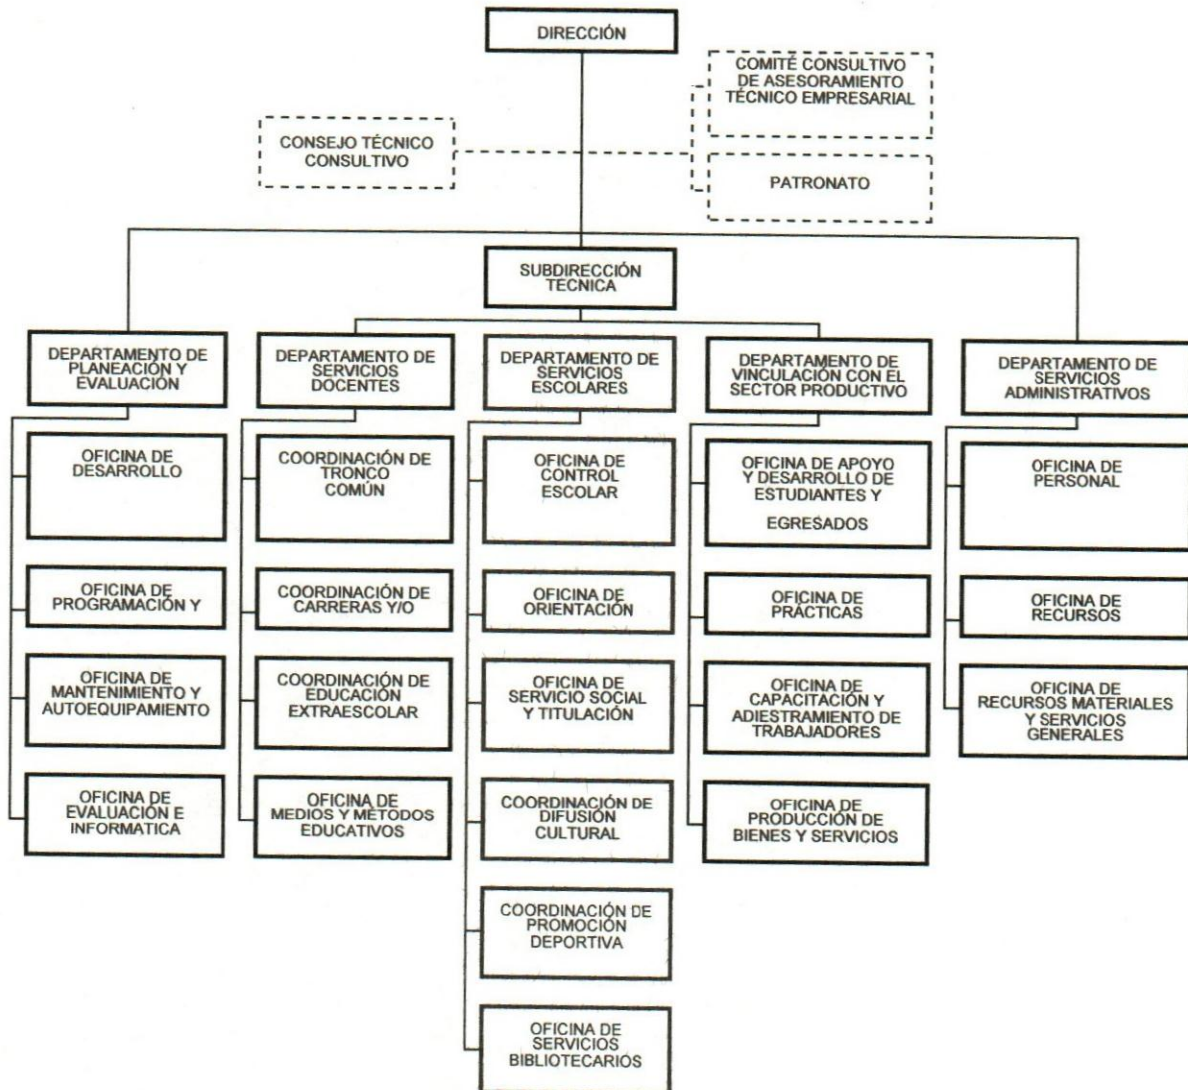 DIRECCIÓN
COMITÉ CONSULTIVO
DE ASESORAMIENTO
TÉCNICO EMPRESARIAL
CONSEJO TÉCNICO
CONSULTIVO
PATRONATO
SUBDIRECCIÓN
TECNICA
DEPARTAMENTO DE
PLANEACIÓN Y
EVALUACIÓN
OFICINA DE
DESARROLLO
OFICINA DE
PROGRAMACIÓN Y
OFICINA DE
MANTENIMIENTO Y
AUTOEQUIPAMIENTO
OFICINA DE
EVALUACIÓN E
INFORMATICA
DEPARTAMENTO DE
SERVICIOS
DOCENTES
COORDINACIÓN DE
TRONCO
COMÚN
COORDINACIÓN DE
CARRERAS Y/O
COORDINACIÓN DE
EDUCACIÓN
EXTRAESCOLAR
OFICINA DE
MEDIOS Y MÉTODOS
EDUCATIVOS
DEPARTAMENTO DE
SERVICIOS
ESCOLARES
OFICINA DE
CONTROL
ESCOLAR
OFICINA DE
ORIENTACIÓN
OFICINA DE
SERVICIO SOCIAL
Y TITULACIÓN
COORDINACIÓN DE
DIFUSIÓN
CULTURAL
COORDINACIÓN DE
PROMOCIÓN
DEPORTIVA
OFICINA DE
SERVICIOS
BIBLIOTECARIOS
DEPARTAMENTO DE
VINCULACIÓN CON EL
SECTOR PRODUCTIVO
OFICINA DE APOYO
Y DESARROLLO DE
ESTUDIANTES Y
EGRESADOS
OFICINA DE
PRÁCTICAS
OFICINA DE
CAPACITACIÓN Y
ADIESTRAMIENTO DE
TRABAJADORES
OFICINA DE
PRODUCCIÓN DE
BIENES Y SERVICIOS
DEPARTAMENTO DE
SERVICIOS
ADMINISTRATIVOS
OFICINA DE
PERSONAL
OFICINA DE
RECURSOS
OFICINA DE
RECURSOS MATERIALES
Y SERVICIOS
GENERALES